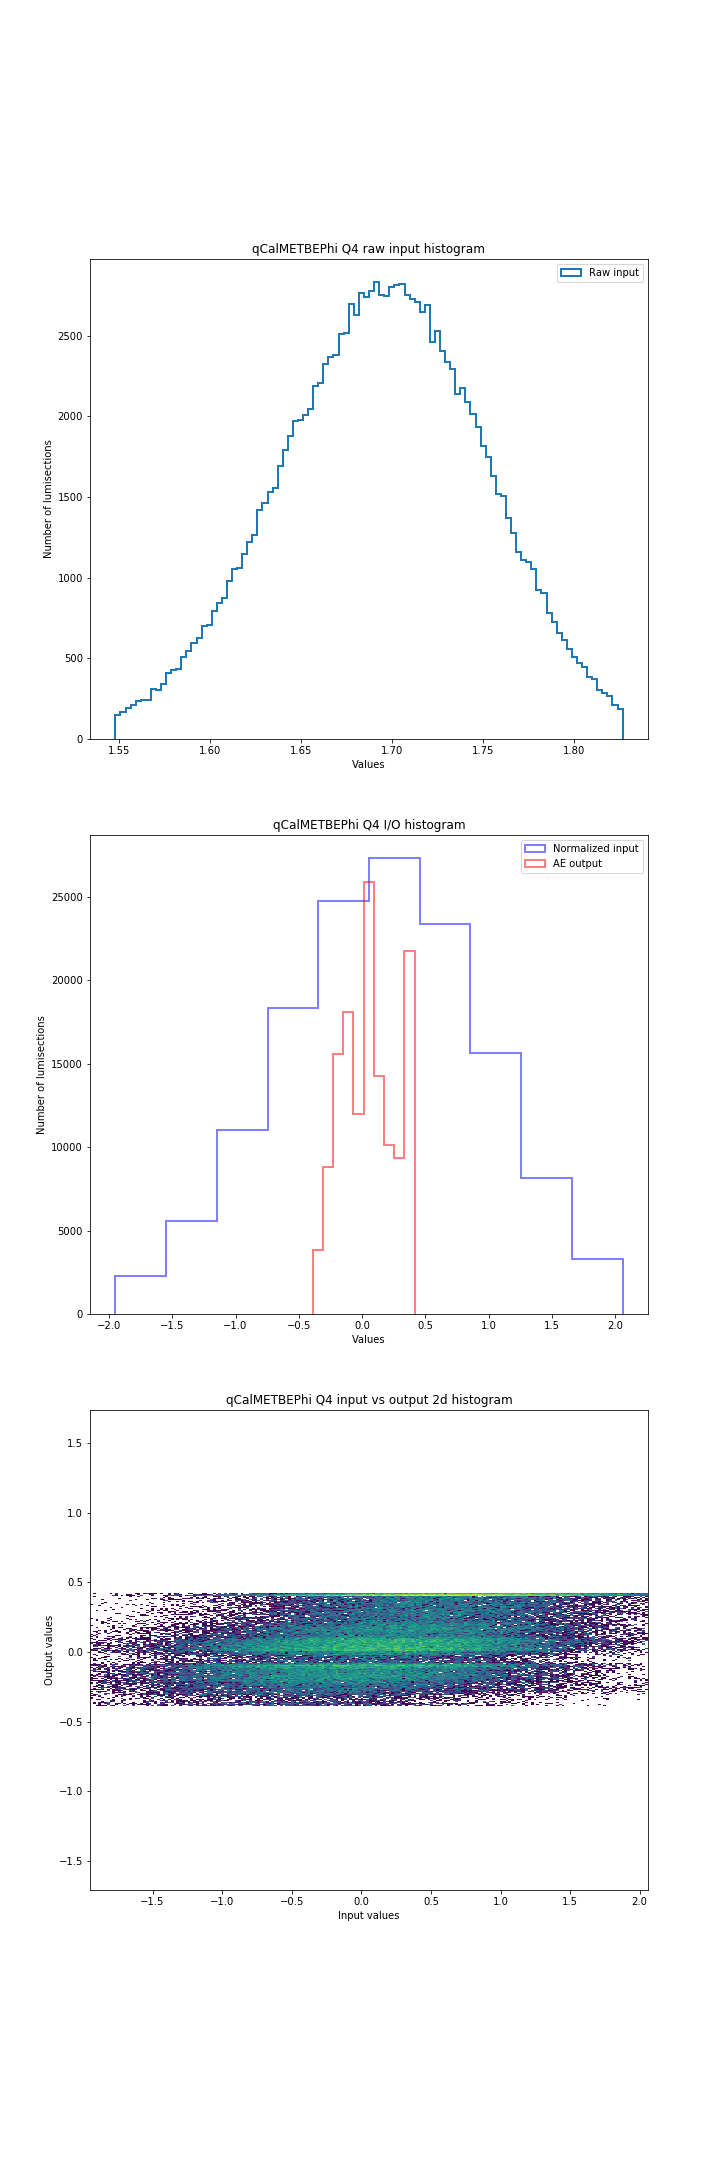 qCalMETBEPhi Q4 raw input histogram
Raw input
2500
2000
1500
1000
500
0
Number of lumisections
1.55 1.60 1.65 1.70 1.75 1.80
Values
qCalMETBEPhi Q4 I/O histogram
Normalized input
AE output
25000
20000
15000
10000
5000
0
Number of lumisections
−2.0 −1.5 −1.0 −0.5 0.0 0.5 1.0 1.5 2.0
Values
qCalMETBEPhi Q4 input vs output 2d histogram
1.5
1.0
0.5
0.0
−0.5
−1.0
−1.5
Output values
−1.5 −1.0 −0.5 0.0 0.5 1.0 1.5 2.0
Input values